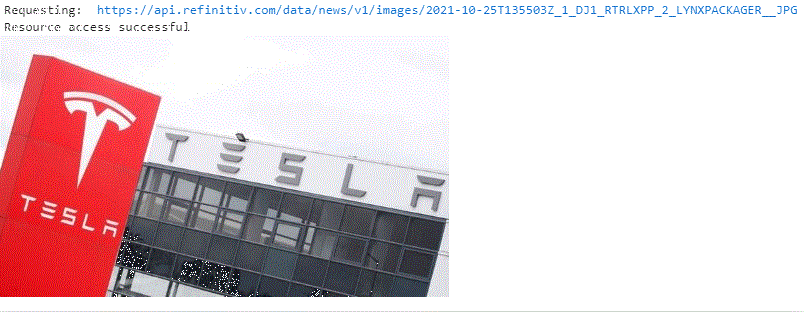 Requesting: https://api.refinitiv.com/data/news/v1/images/2021-10-25T135503Z_1_DJ1_RTRLXPP_2_LYNXPACKAGER__JPG
Resource access successful
TESLA
TESLA